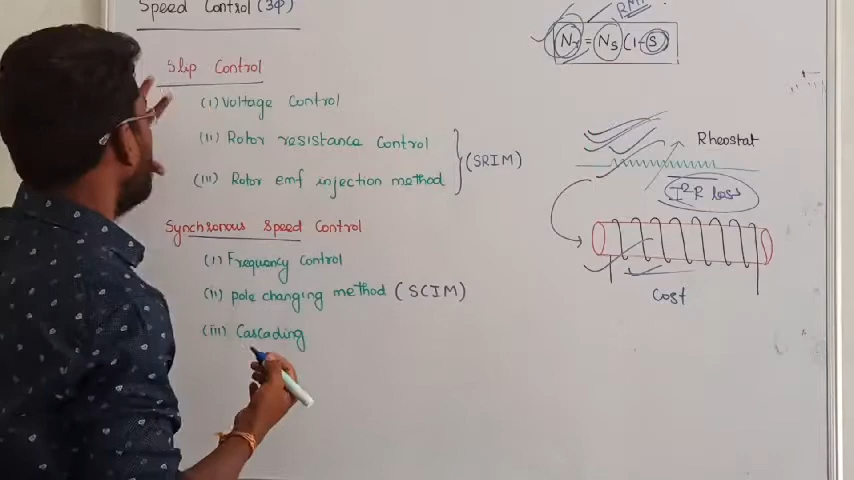 Speed Control (3φ)
Slip Control
(i) Voltage Control
(ii) Rotor resistance Control
(iii) Rotor emf injection method
(SRIM)
Synchronous Speed Control
(i) Frequency Control
(ii) pole changing method (SCIM)
(iii) Cascading
RMF
Nr = Ns (1-S)
Rheostat
I²R loss
Cost